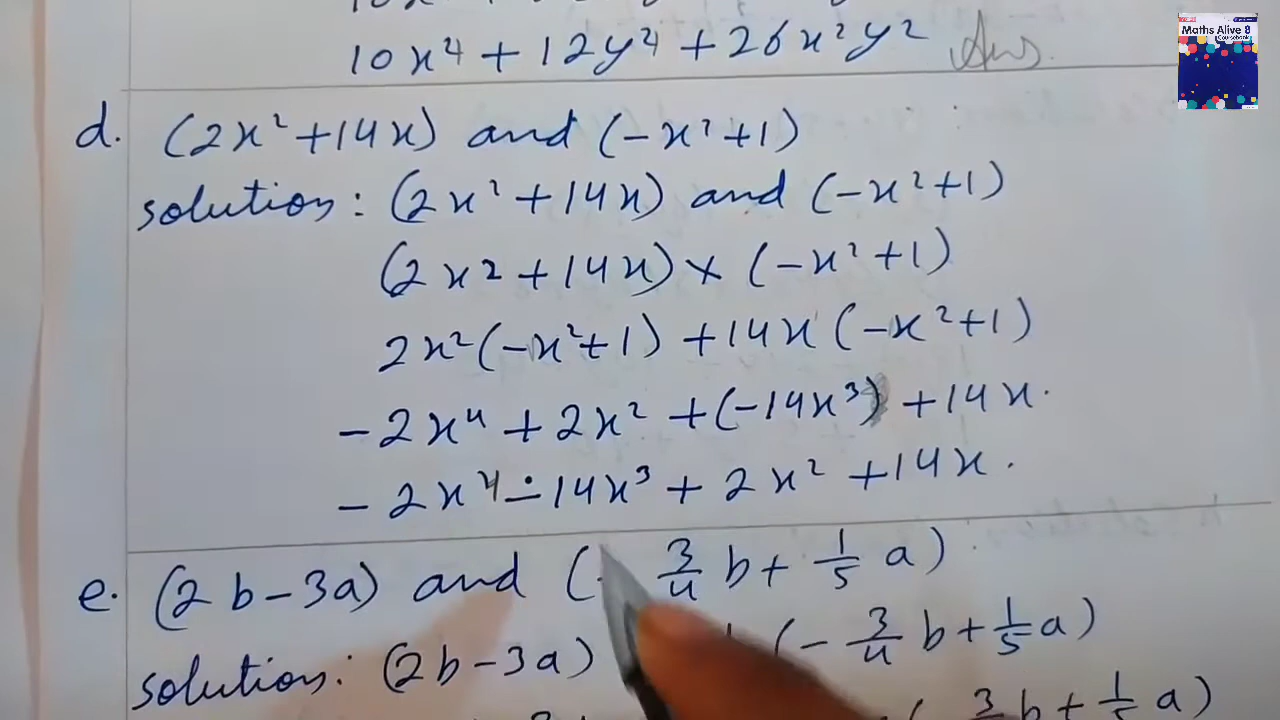 10x⁴ + 12y⁴ + 26x²y² Ans.
Maths Alive 8
Coursebook
d. (2x² + 14x) and (-x² + 1)
solution: (2x² + 14x) and (-x² + 1)
(2x² + 14x) × (-x² + 1)
2x²(-x² + 1) + 14x(-x² + 1)
-2x⁴ + 2x² + (-14x³) + 14x.
-2x⁴ - 14x³ + 2x² + 14x.
e. (2b - 3a) and ( 3/4 b + 1/5 a)
solution: (2b - 3a) (- 3/4 b + 1/5 a)
3/4 b + 1/5 a)